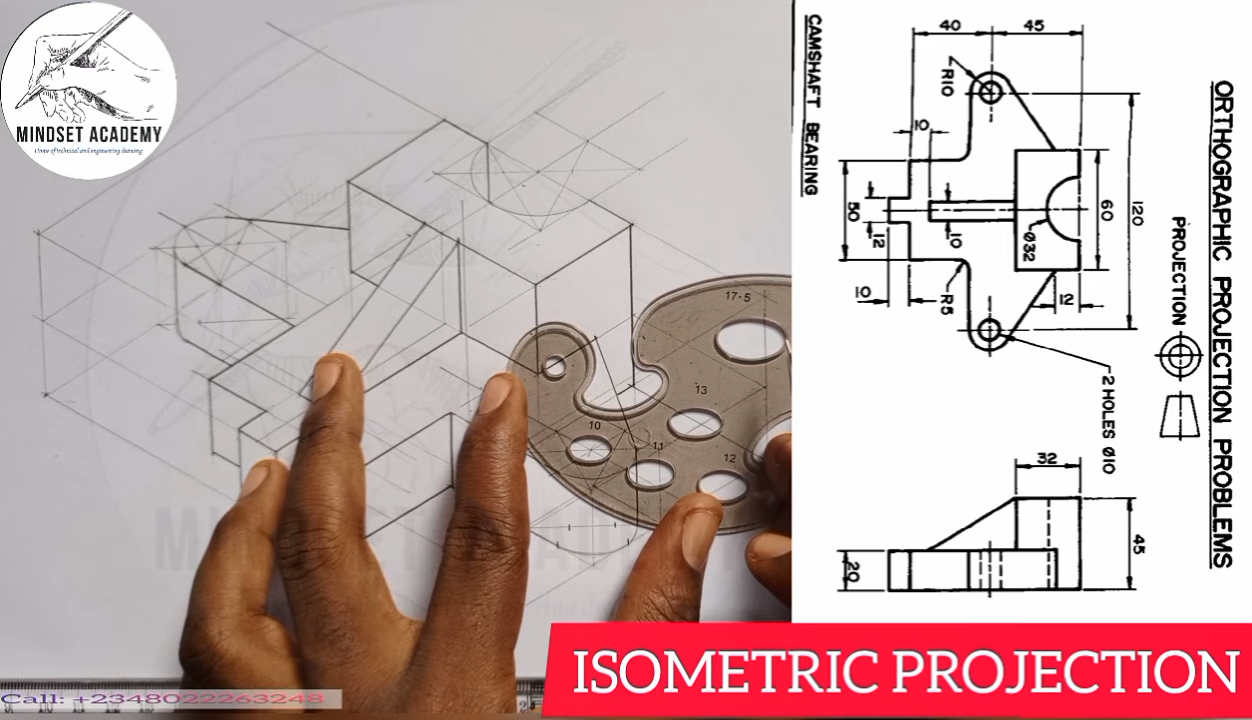 MINDSET ACADEMY
Home of technical and engineering drawing
ORTHOGRAPHIC PROJECTION PROBLEMS
PROJECTION
CAMSHAFT BEARING
40
45
R10
10
50
12
10
10
Ø32
60
120
R5
12
2 HOLES Ø10
32
45
20
17·5
13
10
11
12
ISOMETRIC PROJECTION
Call: +2348022263248